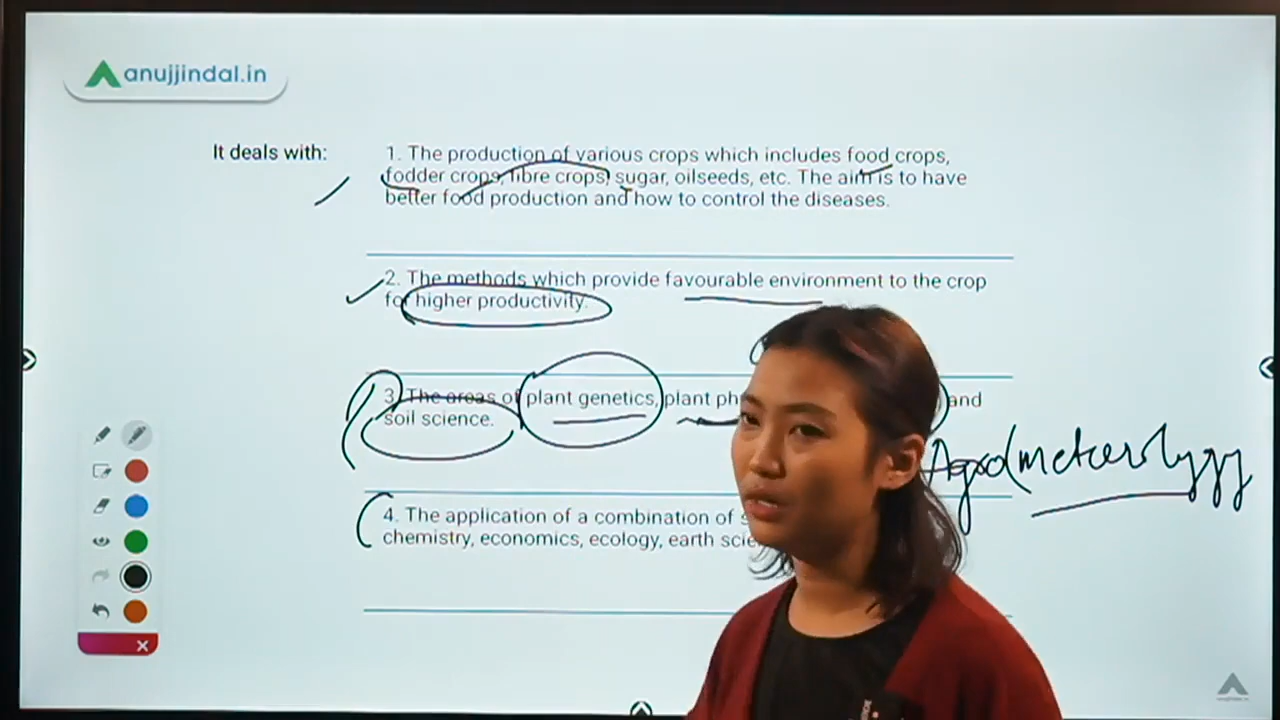 anujjindal.in
It deals with:
1. The production of various crops which includes food crops,
fodder crops, fibre crops, sugar, oilseeds, etc. The aim is to have
better food production and how to control the diseases.
2. The methods which provide favourable environment to the crop
for higher productivity.
3. The areas of plant genetics, plant ph and
soil science.
Agro(meteorology
4. The application of a combination of s
chemistry, economics, ecology, earth scie